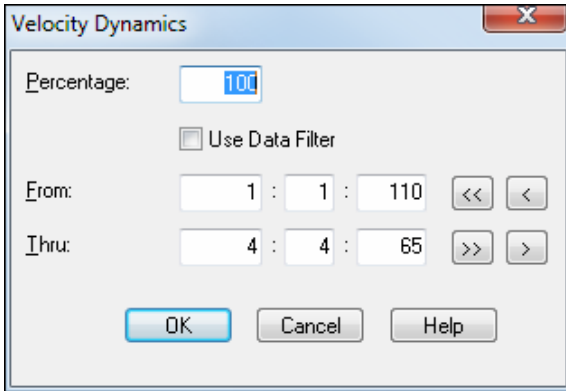 Velocity Dynamics
Percentage: 100
Use Data Filter
From: 1 : 1 : 110 << <
Thru: 4 : 4 : 65 >> >
OK Cancel Help